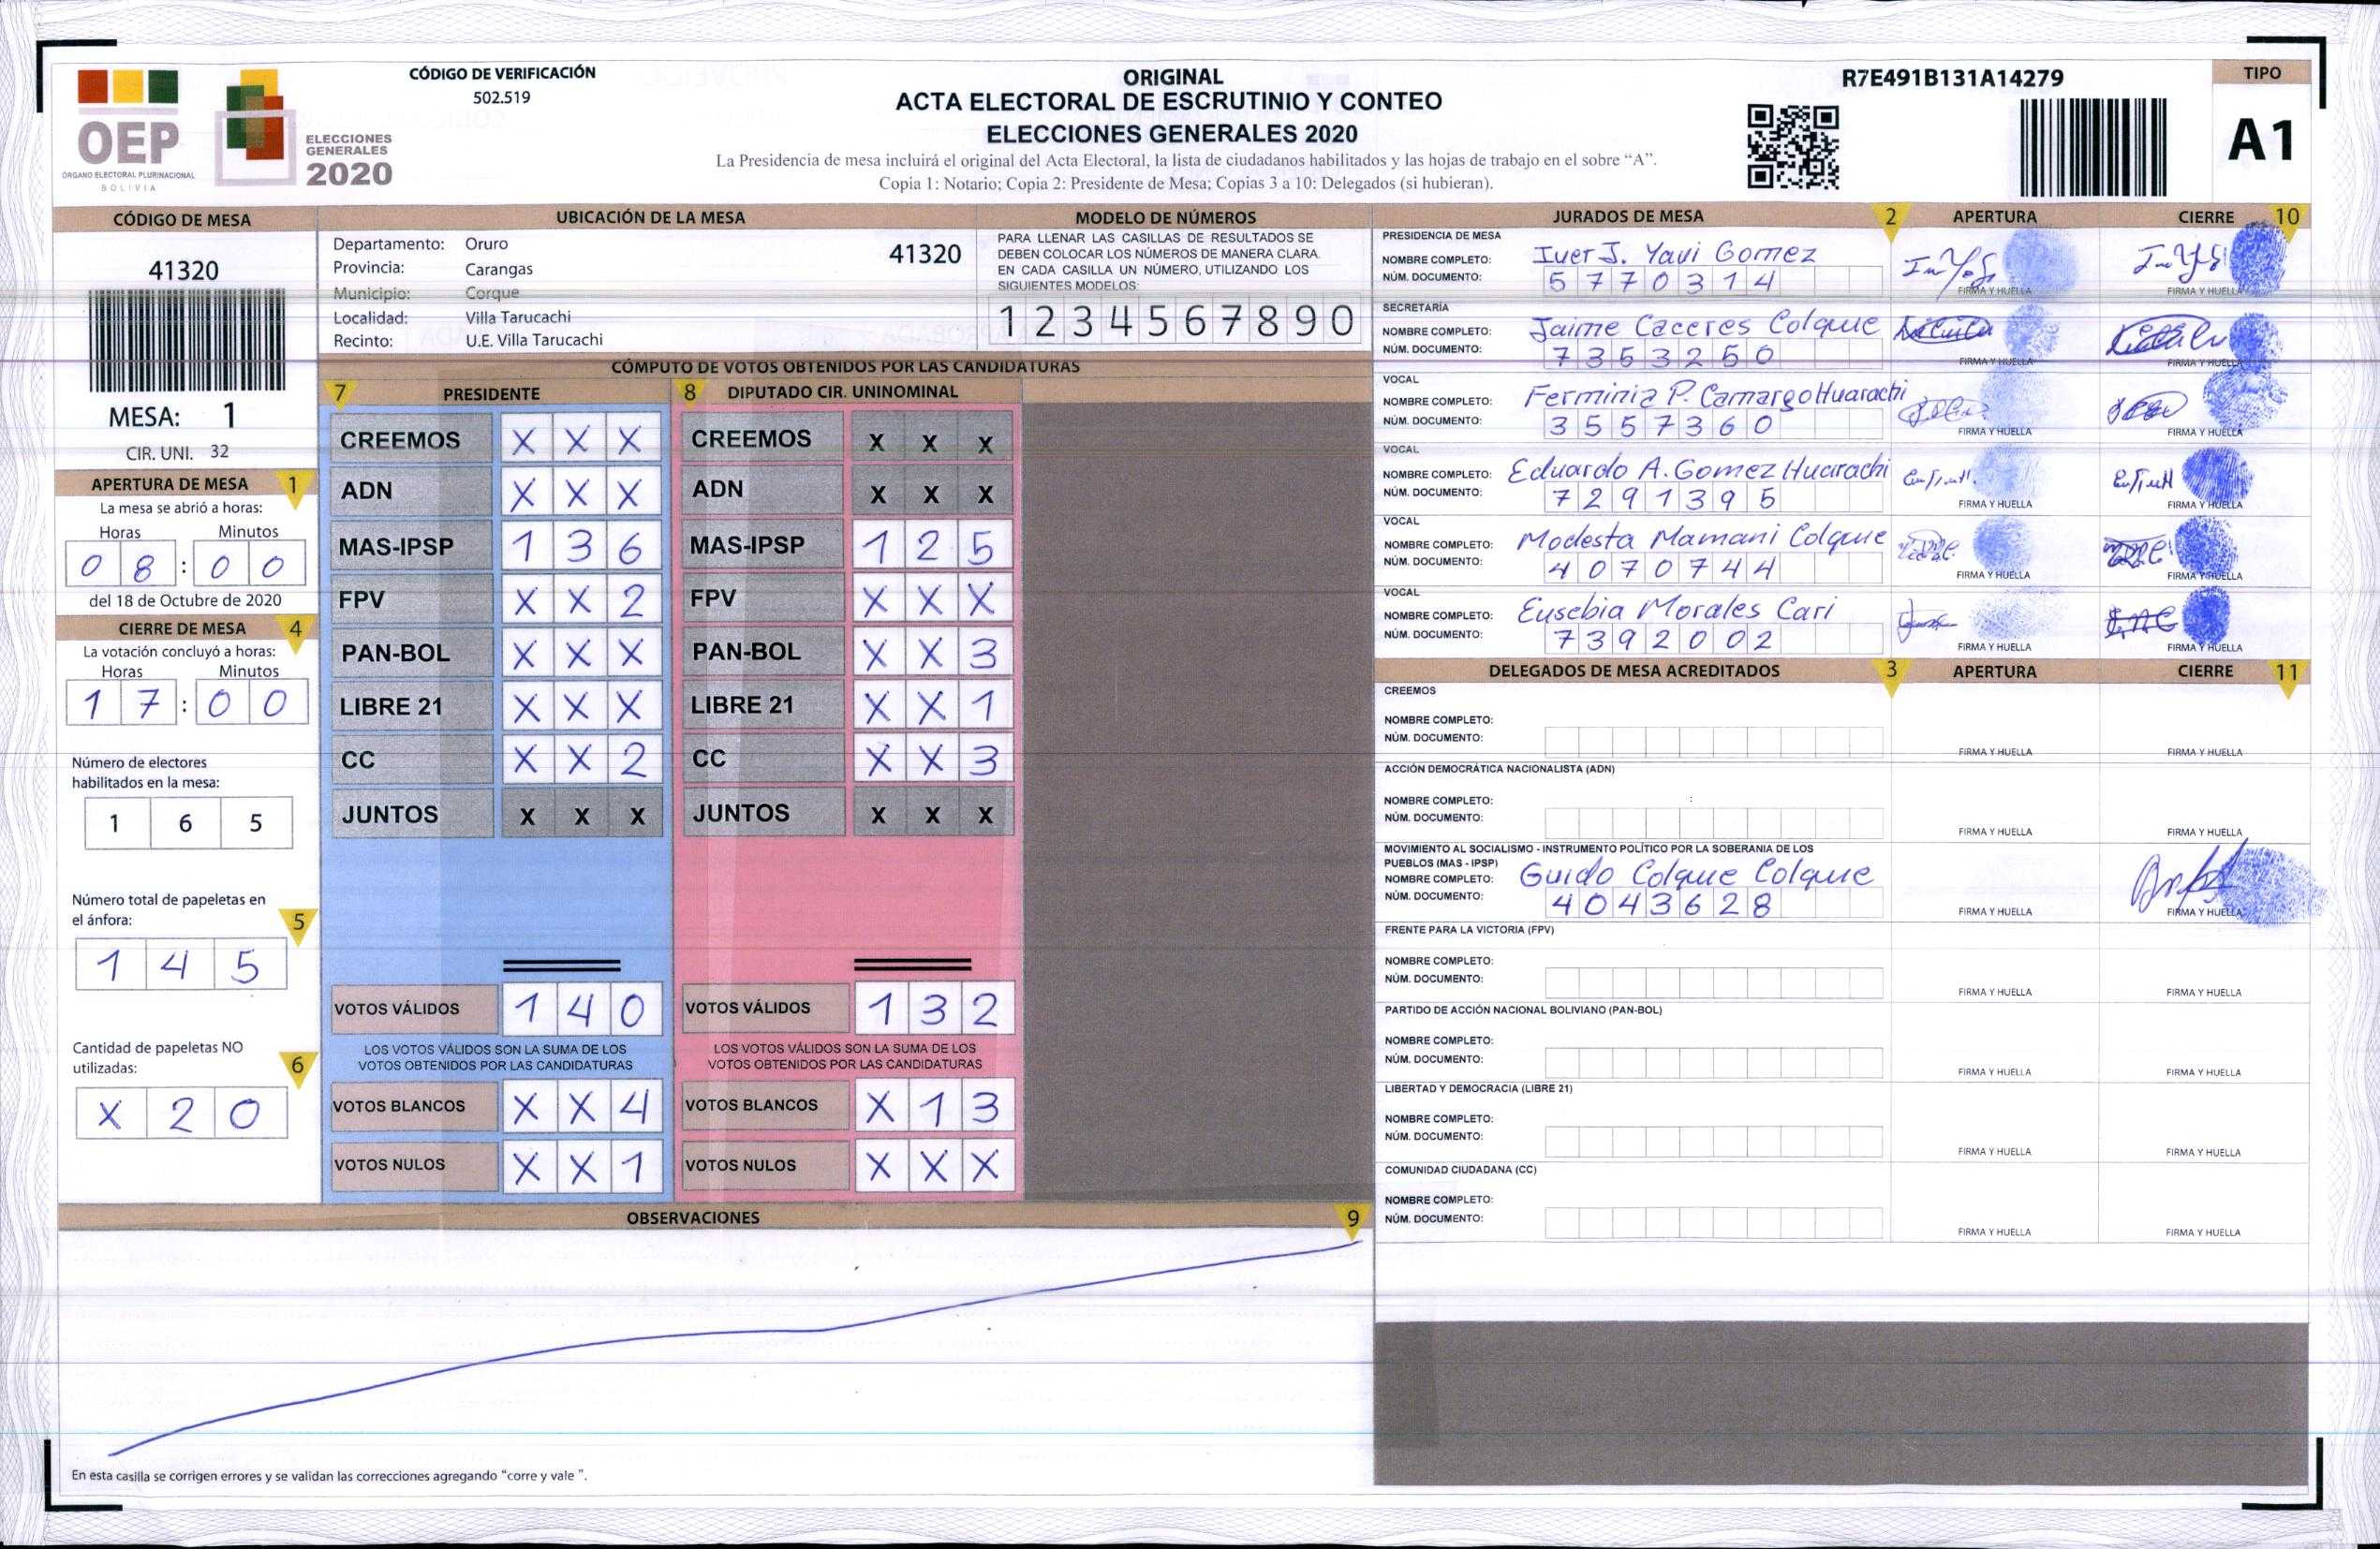 OEP
ÓRGANO ELECTORAL PLURINACIONAL
BOLIVIA
ELECCIONES
GENERALES
2020
CÓDIGO DE VERIFICACIÓN
502.519
ORIGINAL
ACTA ELECTORAL DE ESCRUTINIO Y CONTEO
ELECCIONES GENERALES 2020
La Presidencia de mesa incluirá el original del Acta Electoral, la lista de ciudadanos habilitados y las hojas de trabajo en el sobre “A”.
Copia 1: Notario; Copia 2: Presidente de Mesa; Copias 3 a 10: Delegados (si hubieran).
R7E491B131A14279
TIPO
A1
CÓDIGO DE MESA
41320
MESA: 1
CIR. UNI. 32
APERTURA DE MESA 1
La mesa se abrió a horas:
Horas Minutos
0 8 : 0 0
del 18 de Octubre de 2020
CIERRE DE MESA 4
La votación concluyó a horas:
Horas Minutos
1 7 : 0 0
Número de electores
habilitados en la mesa:
1 6 5
Número total de papeletas en
el ánfora: 5
1 4 5
Cantidad de papeletas NO
utilizadas: 6
X 2 0
UBICACIÓN DE LA MESA
Departamento: Oruro 41320
Provincia: Carangas
Municipio: Corque
Localidad: Villa Tarucachi
Recinto: U.E. Villa Tarucachi
MODELO DE NÚMEROS
PARA LLENAR LAS CASILLAS DE RESULTADOS SE
DEBEN COLOCAR LOS NÚMEROS DE MANERA CLARA.
EN CADA CASILLA UN NÚMERO, UTILIZANDO LOS
SIGUIENTES MODELOS:
1 2 3 4 5 6 7 8 9 0
CÓMPUTO DE VOTOS OBTENIDOS POR LAS CANDIDATURAS
7 PRESIDENTE
CREEMOS X X X
ADN X X X
MAS-IPSP 1 3 6
FPV X X 2
PAN-BOL X X X
LIBRE 21 X X X
CC X X 2
JUNTOS X X X
VOTOS VÁLIDOS 1 4 0
LOS VOTOS VÁLIDOS SON LA SUMA DE LOS
VOTOS OBTENIDOS POR LAS CANDIDATURAS
VOTOS BLANCOS X X 4
VOTOS NULOS X X 1
8 DIPUTADO CIR. UNINOMINAL
CREEMOS X X X
ADN X X X
MAS-IPSP 1 2 5
FPV X X X
PAN-BOL X X 3
LIBRE 21 X X 1
CC X X 3
JUNTOS X X X
VOTOS VÁLIDOS 1 3 2
LOS VOTOS VÁLIDOS SON LA SUMA DE LOS
VOTOS OBTENIDOS POR LAS CANDIDATURAS
VOTOS BLANCOS X 1 3
VOTOS NULOS X X X
OBSERVACIONES 9
En esta casilla se corrigen errores y se validan las correcciones agregando “corre y vale ”.
JURADOS DE MESA 2 APERTURA CIERRE 10
PRESIDENCIA DE MESA
NOMBRE COMPLETO: Iver J. Yavi Gomez
NÚM. DOCUMENTO: 5 7 7 0 3 1 4
FIRMA Y HUELLA FIRMA Y HUELLA
SECRETARÍA
NOMBRE COMPLETO: Jaime Caceres Colque
NÚM. DOCUMENTO: 7 3 5 3 2 5 0
FIRMA Y HUELLA FIRMA Y HUELLA
VOCAL
NOMBRE COMPLETO: Ferminia P. Camargo Huarachi
NÚM. DOCUMENTO: 3 5 5 7 3 6 0
FIRMA Y HUELLA FIRMA Y HUELLA
VOCAL
NOMBRE COMPLETO: Eduardo A. Gomez Huarachi
NÚM. DOCUMENTO: 7 2 9 1 3 9 5
FIRMA Y HUELLA FIRMA Y HUELLA
VOCAL
NOMBRE COMPLETO: Modesta Mamani Colque
NÚM. DOCUMENTO: 4 0 7 0 7 4 4
FIRMA Y HUELLA FIRMA Y HUELLA
VOCAL
NOMBRE COMPLETO: Eusebia Morales Cari
NÚM. DOCUMENTO: 7 3 9 2 0 0 2
FIRMA Y HUELLA FIRMA Y HUELLA
DELEGADOS DE MESA ACREDITADOS 3 APERTURA CIERRE 11
CREEMOS
NOMBRE COMPLETO:
NÚM. DOCUMENTO:
FIRMA Y HUELLA FIRMA Y HUELLA
ACCIÓN DEMOCRÁTICA NACIONALISTA (ADN)
NOMBRE COMPLETO:
NÚM. DOCUMENTO:
FIRMA Y HUELLA FIRMA Y HUELLA
MOVIMIENTO AL SOCIALISMO - INSTRUMENTO POLÍTICO POR LA SOBERANIA DE LOS
PUEBLOS (MAS - IPSP)
NOMBRE COMPLETO: Guido Colque Colque
NÚM. DOCUMENTO: 4 0 4 3 6 2 8
FIRMA Y HUELLA FIRMA Y HUELLA
FRENTE PARA LA VICTORIA (FPV)
NOMBRE COMPLETO:
NÚM. DOCUMENTO:
FIRMA Y HUELLA FIRMA Y HUELLA
PARTIDO DE ACCIÓN NACIONAL BOLIVIANO (PAN-BOL)
NOMBRE COMPLETO:
NÚM. DOCUMENTO:
FIRMA Y HUELLA FIRMA Y HUELLA
LIBERTAD Y DEMOCRACIA (LIBRE 21)
NOMBRE COMPLETO:
NÚM. DOCUMENTO:
FIRMA Y HUELLA FIRMA Y HUELLA
COMUNIDAD CIUDADANA (CC)
NOMBRE COMPLETO:
NÚM. DOCUMENTO:
FIRMA Y HUELLA FIRMA Y HUELLA